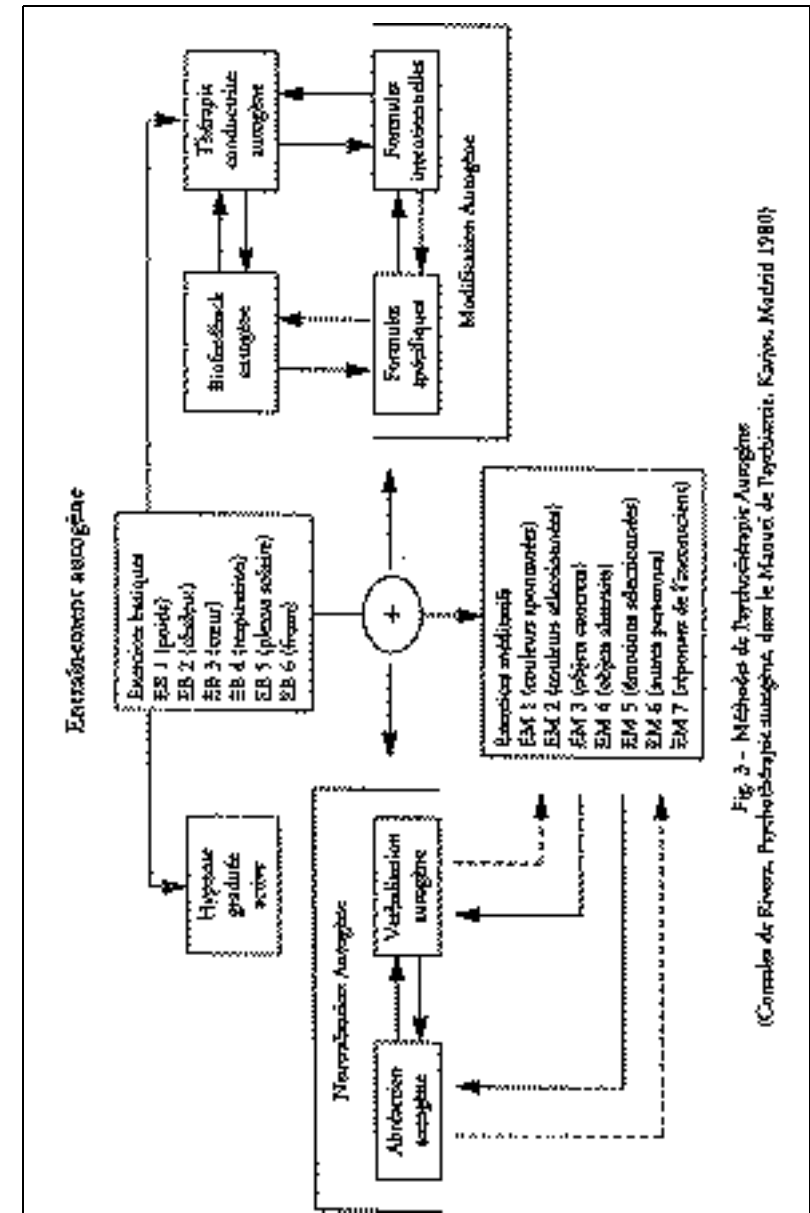 Entraînement autogène
Exercices basiques
EB 1 (poids)
EB 2 (chaleur)
EB 3 (cœur)
EB 4 (respiration)
EB 5 (plexus solaire)
EB 6 (front)
Hypnose
graduée
active
Biofeedback
autogène
Thérapie
conductiste
autogène
Formules
spécifiques
Formules
intentionnelles
Modification Autogène
+
Neutralisation Autogène
Abréaction
autogène
Verbalisation
autogène
Exercices méditatifs
EM 1 (couleurs spontanées)
EM 2 (couleurs sélectionnées)
EM 3 (objets concrets)
EM 4 (objets abstraits)
EM 5 (émotions sélectionnées)
EM 6 (autres personnes)
EM 7 (réponses de l'inconscient)
Fig. 3 - Méthodes de Psychothérapie Autogène
(Gonzalez de Rivera, Psychothérapie autogène, dans le Manuel de Psychiatrie, Karpos, Madrid 1980)